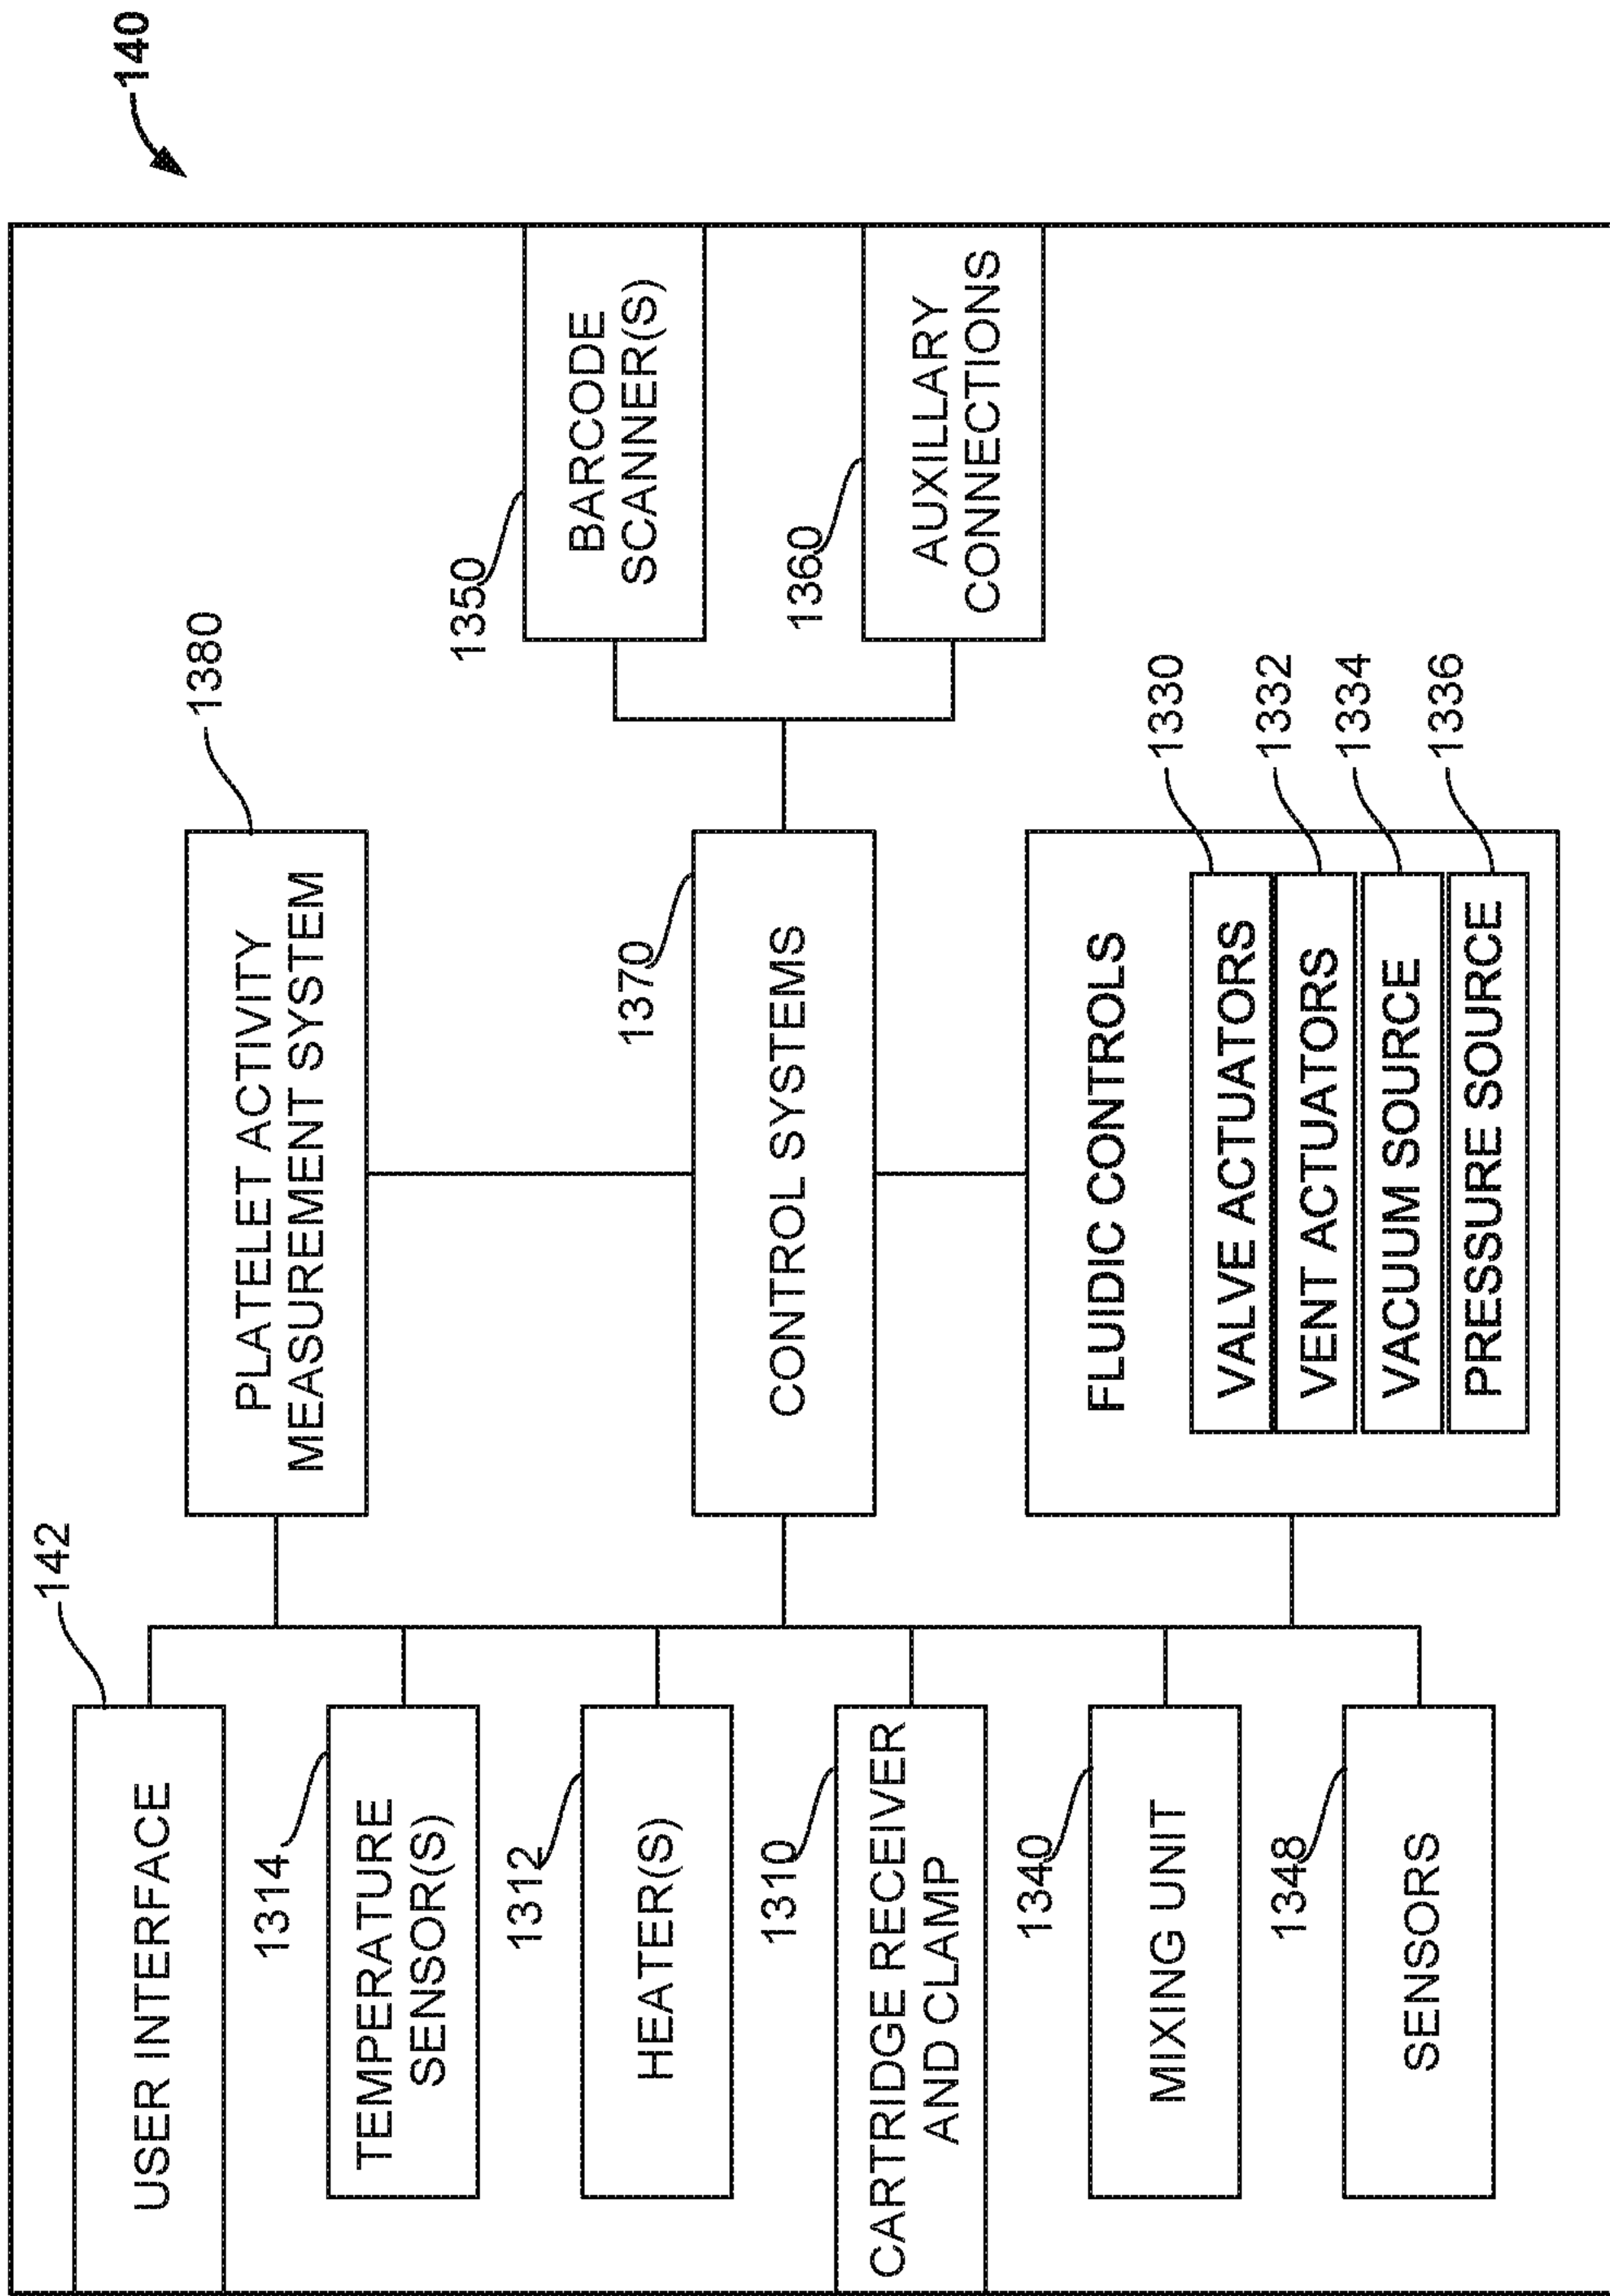 140
142
USER INTERFACE
1314
TEMPERATURE
SENSOR(S)
1312
HEATER(S)
1310
CARTRIDGE RECEIVER
AND CLAMP
1340
MIXING UNIT
1348
SENSORS
1380
PLATELET ACTIVITY
MEASUREMENT SYSTEM
1370
CONTROL SYSTEMS
FLUIDIC CONTROLS
VALVE ACTUATORS
1330
VENT ACTUATORS
1332
VACUUM SOURCE
1334
PRESSURE SOURCE
1336
1350
BARCODE
SCANNER(S)
1360
AUXILLARY
CONNECTIONS